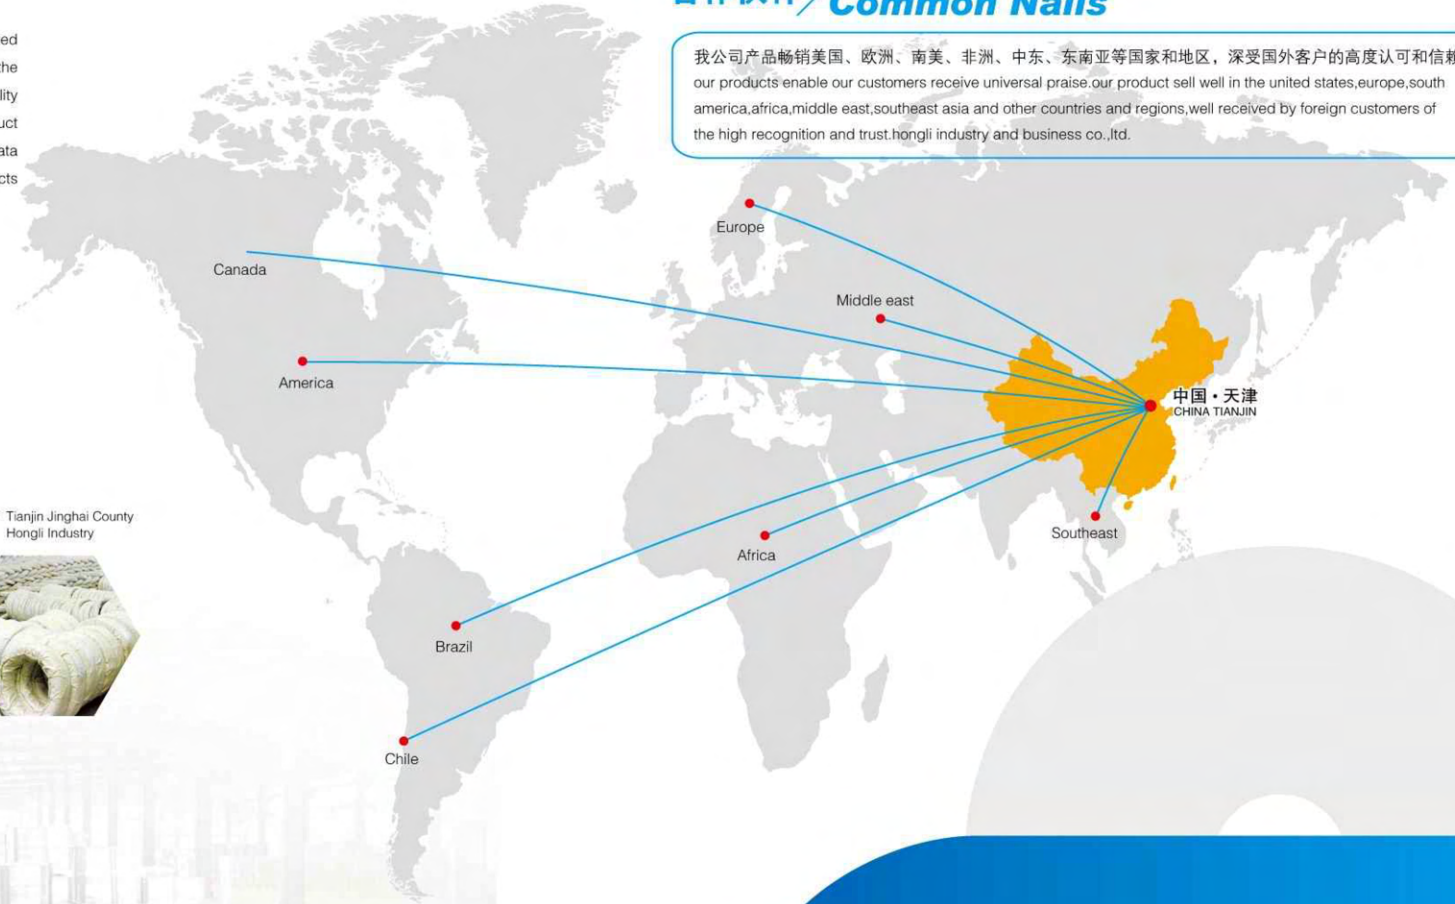 ed
the
lity
uct
ata
cts
合作伙伴/Common Nails
我公司产品畅销美国、欧洲、南美、非洲、中东、东南亚等国家和地区，深受国外客户的高度认可和信赖
our products enable our customers receive universal praise.our product sell well in the united states,europe,south
america,africa,middle east,southeast asia and other countries and regions,well received by foreign customers of
the high recognition and trust.hongli industry and business co.,ltd.
Europe
Canada
Middle east
America
中国·天津
CHINA TIANJIN
Tianjin Jinghai County
Hongli Industry
Southeast
Africa
Brazil
Chile